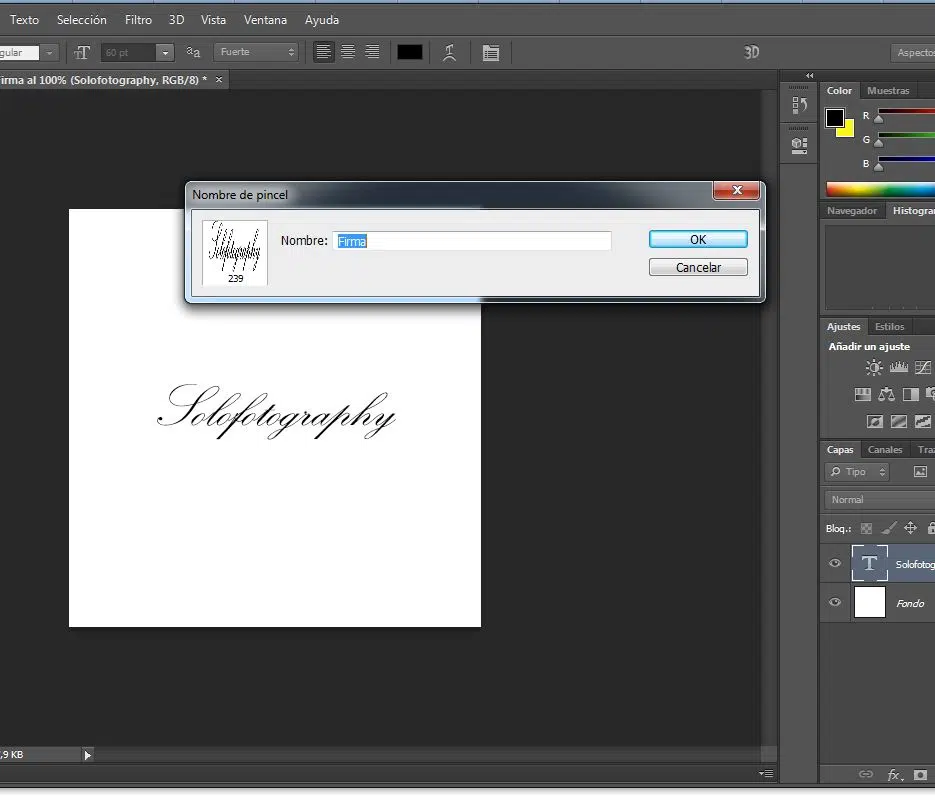 Texto Selección Filtro 3D Vista Ventana Ayuda
gular 60 pt Fuerte 3D Aspectos
irma al 100% (Solofotography, RGB/8) * ×
Color Muestras
R
G
B
Nombre de pincel
Nombre: Firma OK
Cancelar
Solofotography
239
Navegador Histogra
Ajustes Estilos
Añadir un ajuste
Solofotography
Capas Canales Traz
Tipo
Normal
Bloq.:
T Solofotog
Fondo
,9 KB
fx